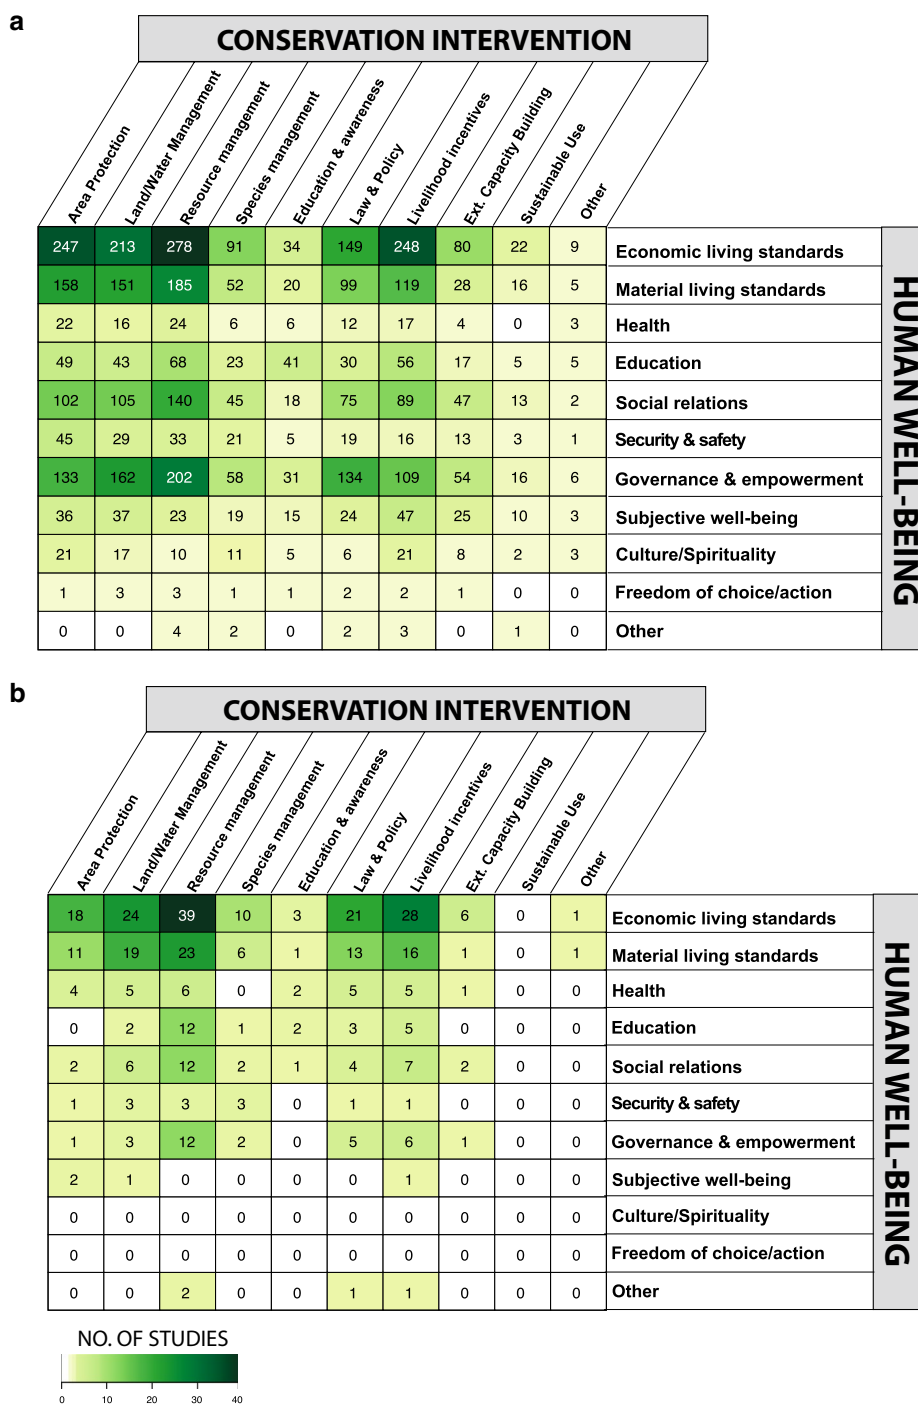 a
CONSERVATION INTERVENTION
Area Protection
Land/Water Management
Resource management
Species management
Education & awareness
Law & Policy
Livelihood incentives
Ext. Capacity Building
Sustainable Use
Other
247 213 278 91 34 149 248 80 22 9 Economic living standards
158 151 185 52 20 99 119 28 16 5 Material living standards
22 16 24 6 6 12 17 4 0 3 Health
49 43 68 23 41 30 56 17 5 5 Education
102 105 140 45 18 75 89 47 13 2 Social relations
45 29 33 21 5 19 16 13 3 1 Security & safety
133 162 202 58 31 134 109 54 16 6 Governance & empowerment
36 37 23 19 15 24 47 25 10 3 Subjective well-being
21 17 10 11 5 6 21 8 2 3 Culture/Spirituality
1 3 3 1 1 2 2 1 0 0 Freedom of choice/action
0 0 4 2 0 2 3 0 1 0 Other
HUMAN WELL-BEING
b
CONSERVATION INTERVENTION
Area Protection
Land/Water Management
Resource management
Species management
Education & awareness
Law & Policy
Livelihood incentives
Ext. Capacity Building
Sustainable Use
Other
18 24 39 10 3 21 28 6 0 1 Economic living standards
11 19 23 6 1 13 16 1 0 1 Material living standards
4 5 6 0 2 5 5 1 0 0 Health
0 2 12 1 2 3 5 0 0 0 Education
2 6 12 2 1 4 7 2 0 0 Social relations
1 3 3 3 0 1 1 0 0 0 Security & safety
1 3 12 2 0 5 6 1 0 0 Governance & empowerment
2 1 0 0 0 0 1 0 0 0 Subjective well-being
0 0 0 0 0 0 0 0 0 0 Culture/Spirituality
0 0 0 0 0 0 0 0 0 0 Freedom of choice/action
0 0 2 0 0 1 1 0 0 0 Other
HUMAN WELL-BEING
NO. OF STUDIES
0 10 20 30 40